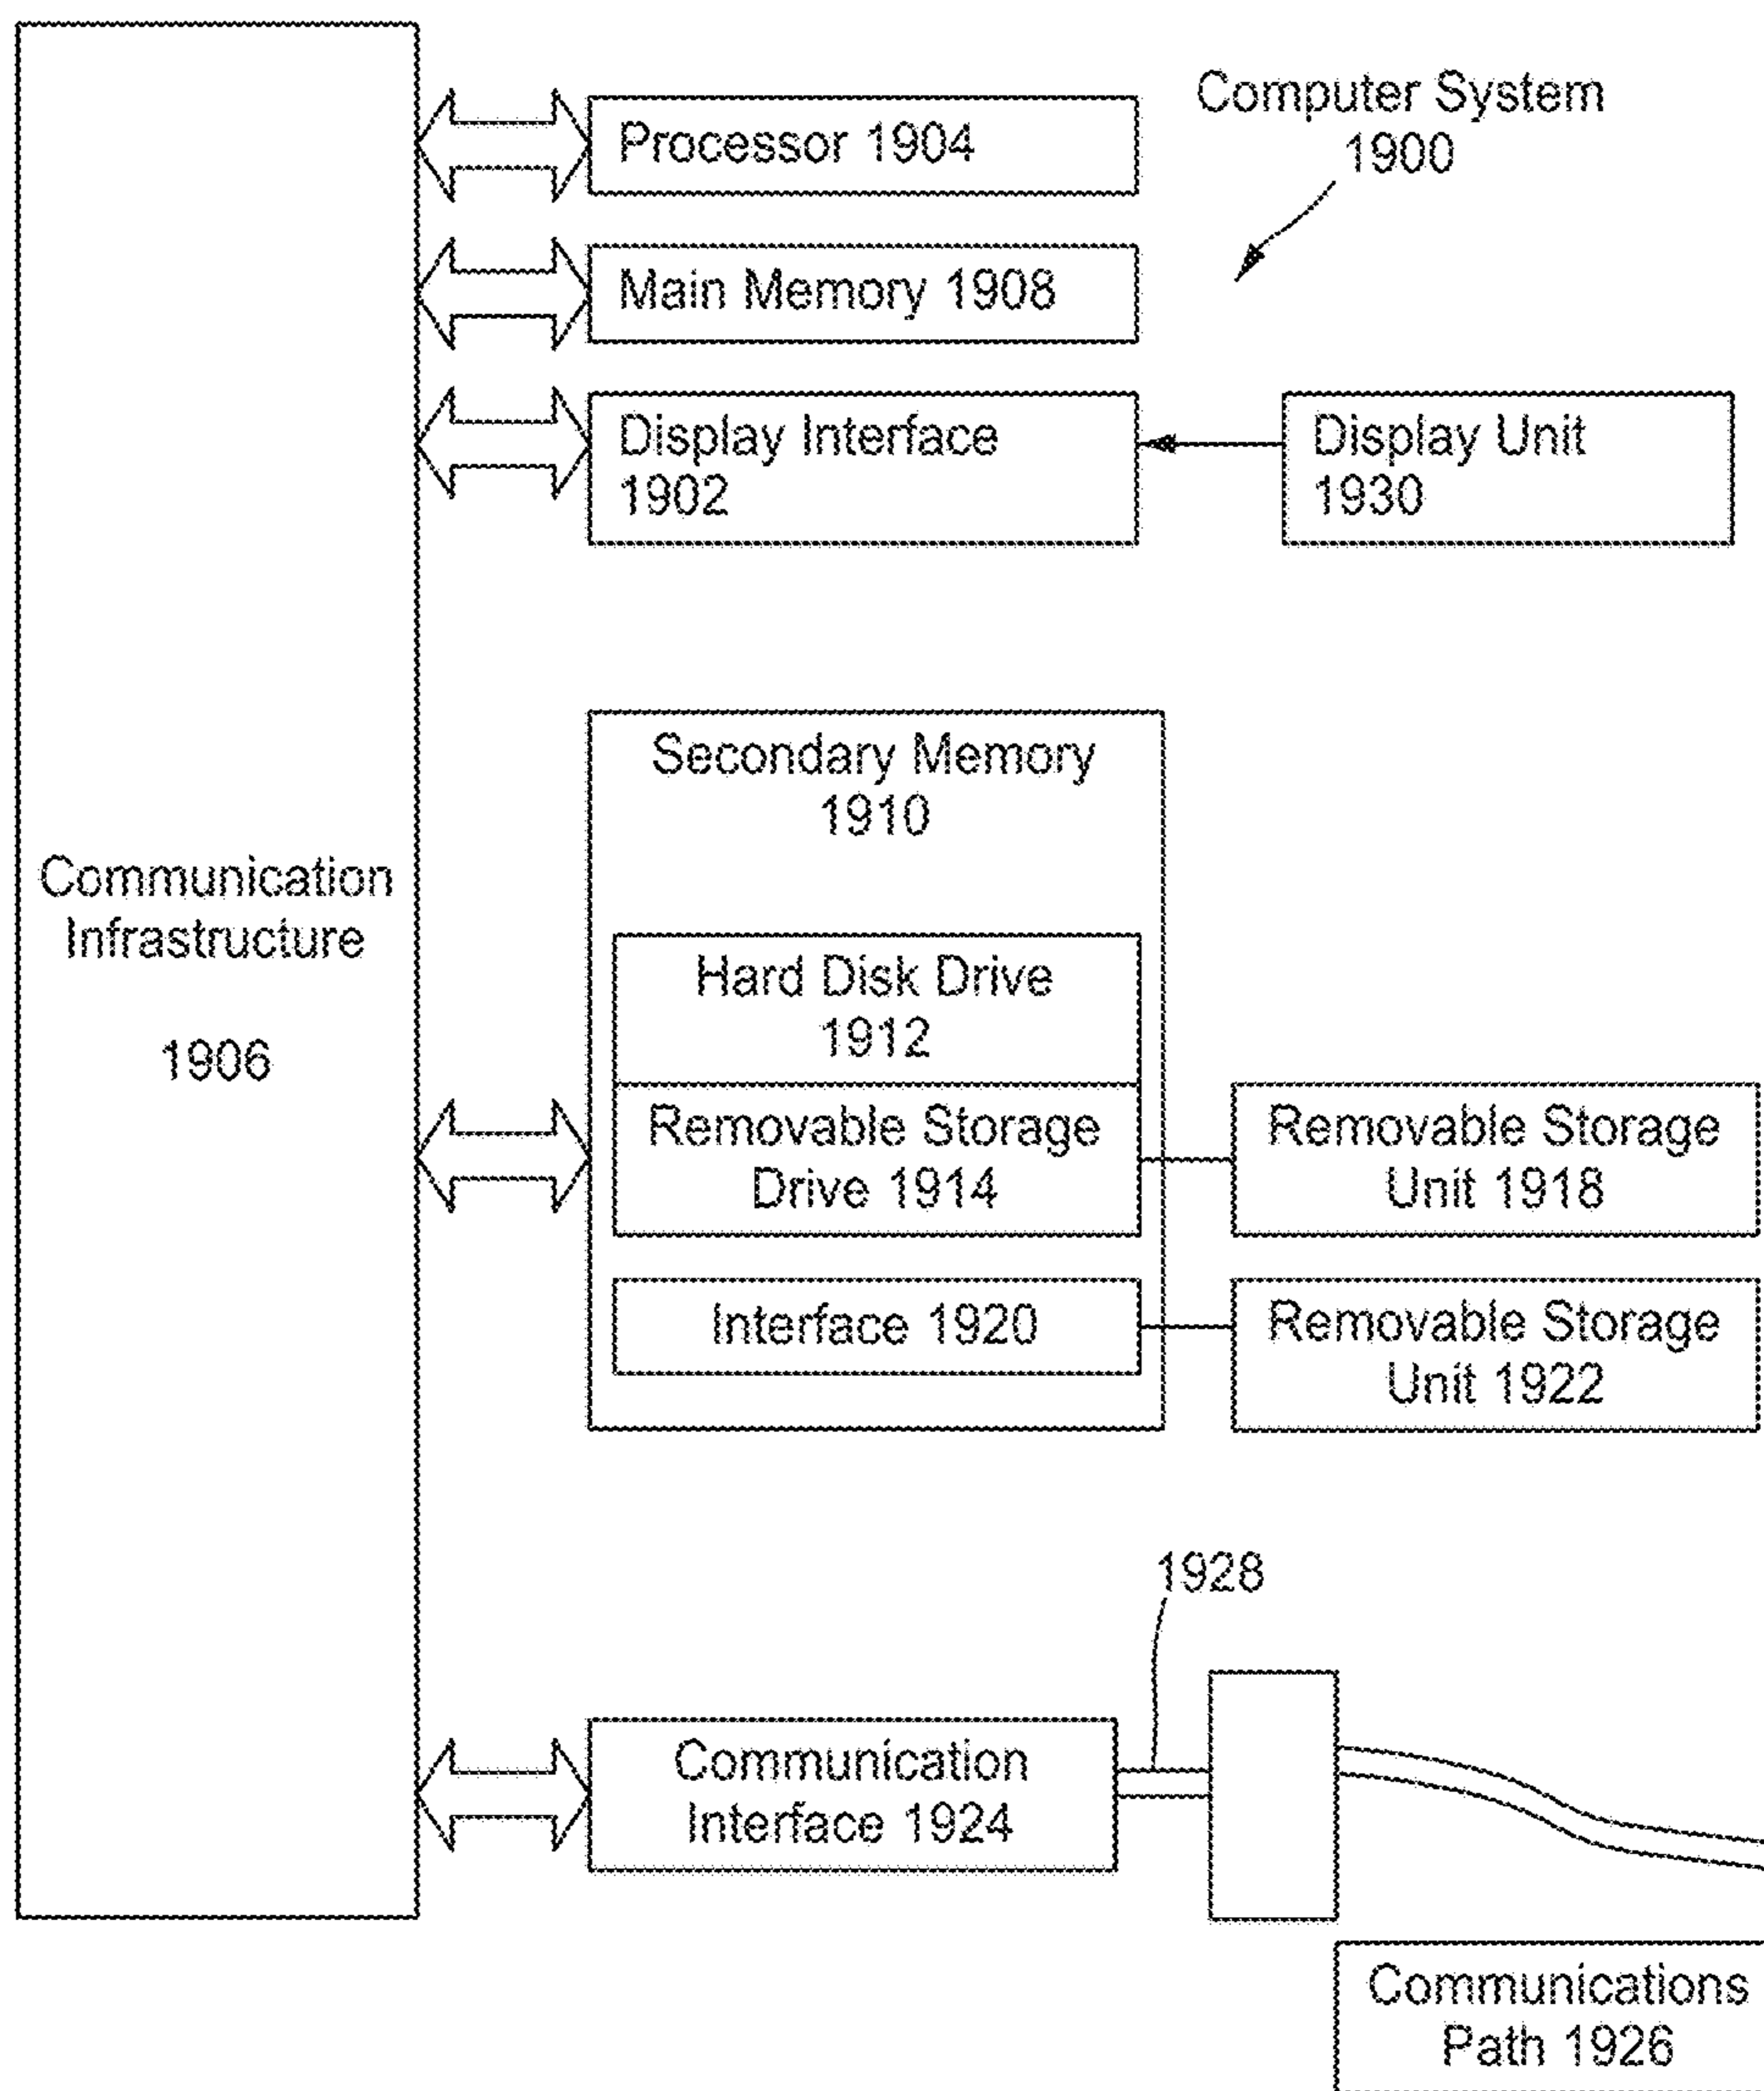 Computer System
1900
Processor 1904
Main Memory 1908
Display Interface
1902
Display Unit
1930
Communication
Infrastructure
1906
Secondary Memory
1910
Hard Disk Drive
1912
Removable Storage
Drive 1914
Removable Storage
Unit 1918
Interface 1920
Removable Storage
Unit 1922
1928
Communication
Interface 1924
Communications
Path 1926